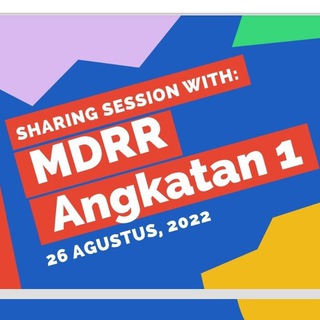 SHARING SESSION WITH:
MDRR
Angkatan 1
26 AGUSTUS, 2022